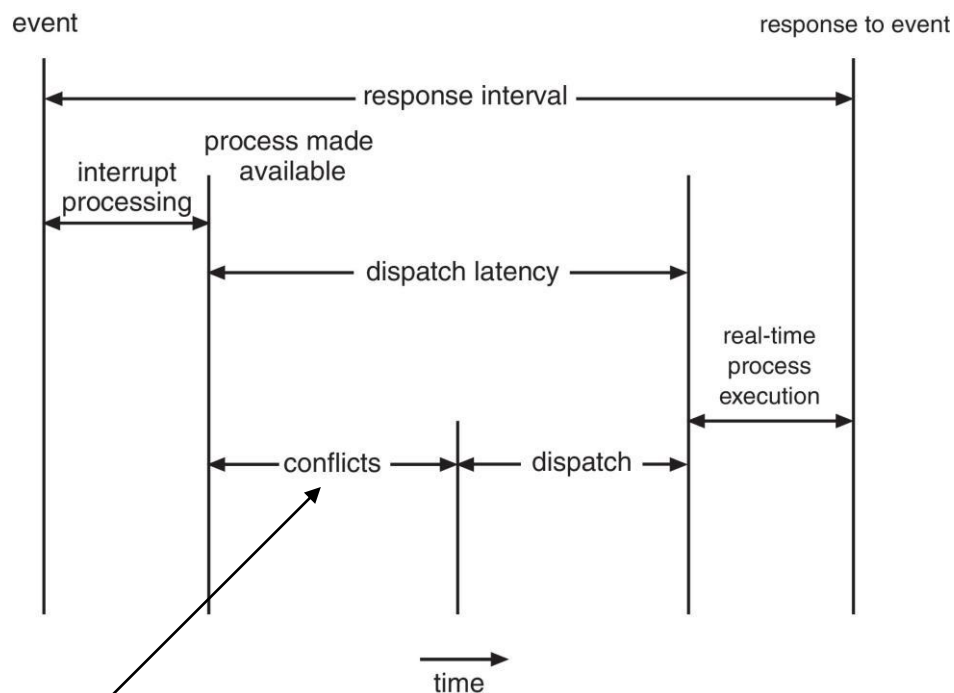 event
response to event
response interval
process made
available
interrupt
processing
dispatch latency
real-time
process
execution
conflicts
dispatch
time